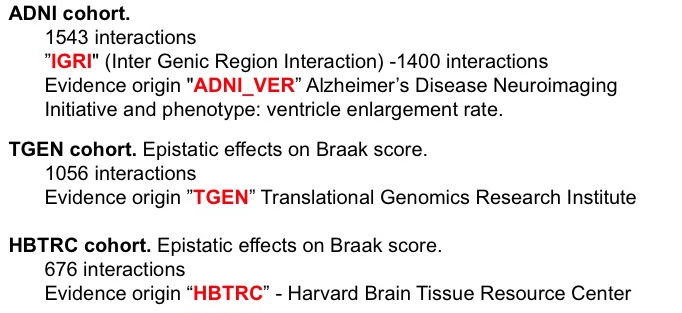 ADNI cohort.
1543 interactions
”IGRI" (Inter Genic Region Interaction) -1400 interactions
Evidence origin "ADNI_VER” Alzheimer’s Disease Neuroimaging
Initiative and phenotype: ventricle enlargement rate.
TGEN cohort. Epistatic effects on Braak score.
1056 interactions
Evidence origin ”TGEN” Translational Genomics Research Institute
HBTRC cohort. Epistatic effects on Braak score.
676 interactions
Evidence origin “HBTRC” - Harvard Brain Tissue Resource Center